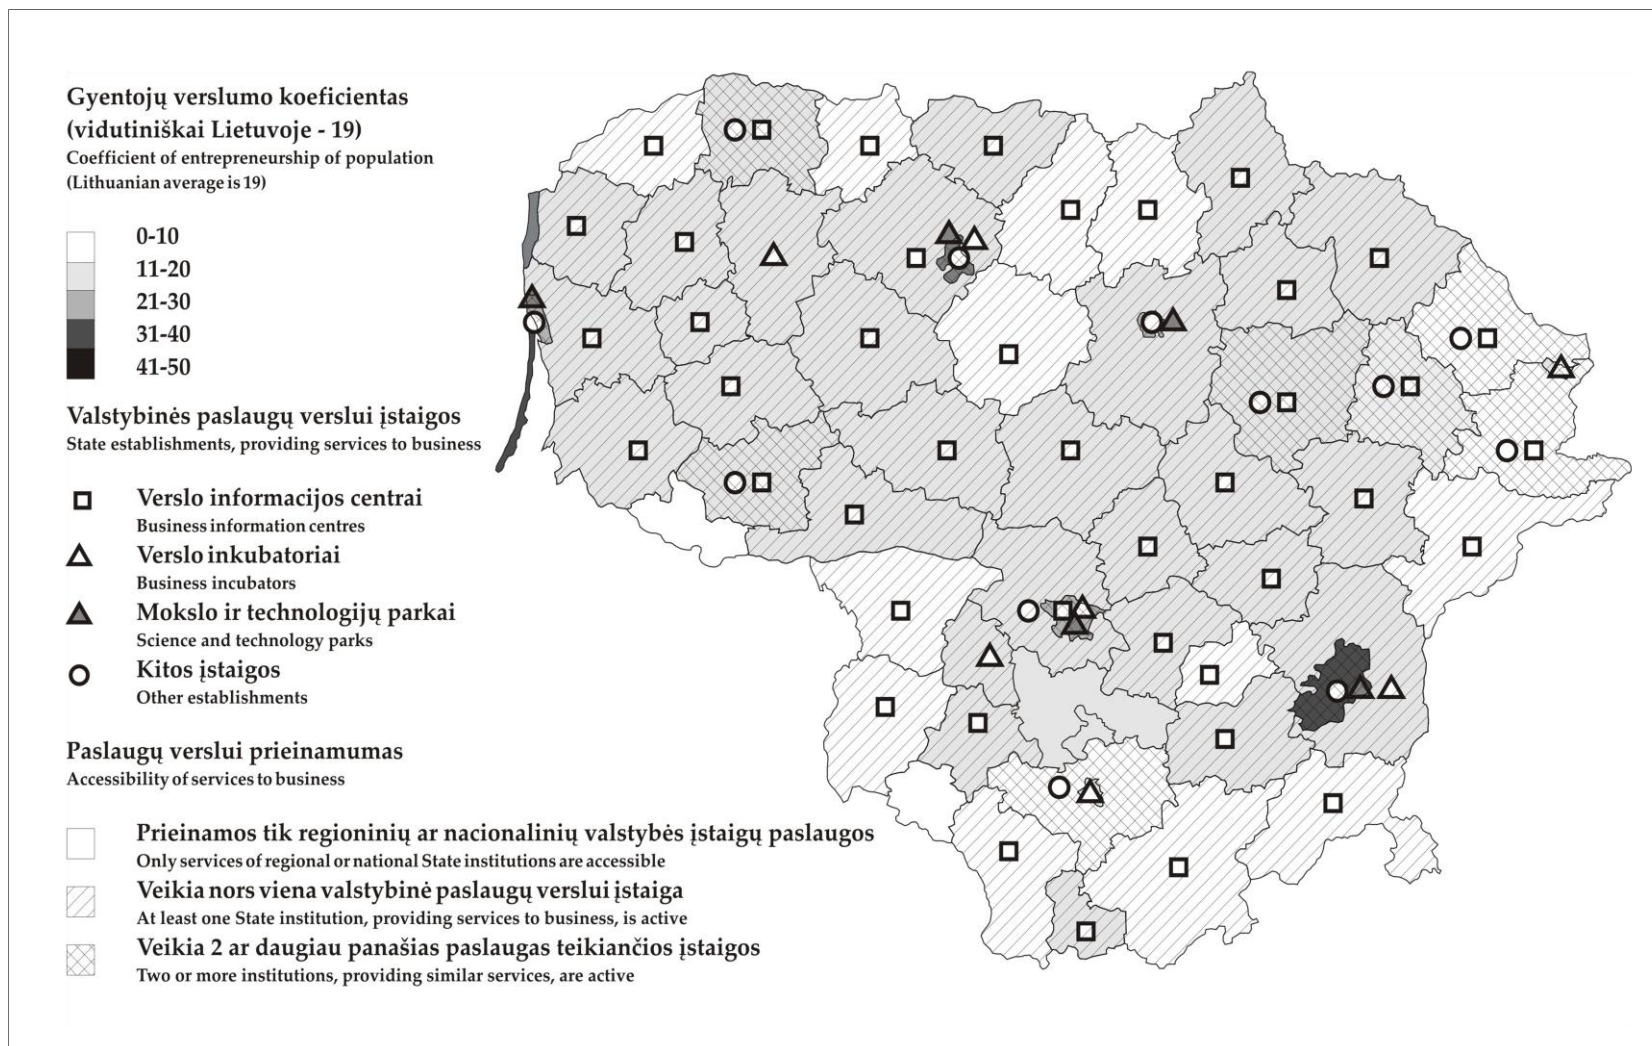 Gyentojų verslumo koeficientas
(vidutiniškai Lietuvoje - 19)
Coefficient of entrepreneurship of population
(Lithuanian average is 19)
0-10
11-20
21-30
31-40
41-50
Valstybinės paslaugų verslui įstaigos
State establishments, providing services to business
Verslo informacijos centrai
Business information centres
Verslo inkubatoriai
Business incubators
Mokslo ir technologijų parkai
Science and technology parks
Kitos įstaigos
Other establishments
Paslaugų verslui prieinamumas
Accessibility of services to business
Prieinamos tik regioninių ar nacionalinių valstybės įstaigų paslaugos
Only services of regional or national State institutions are accessible
Veikia nors viena valstybinė paslaugų verslui įstaiga
At least one State institution, providing services to business, is active
Veikia 2 ar daugiau panašias paslaugas teikiančios įstaigos
Two or more institutions, providing similar services, are active